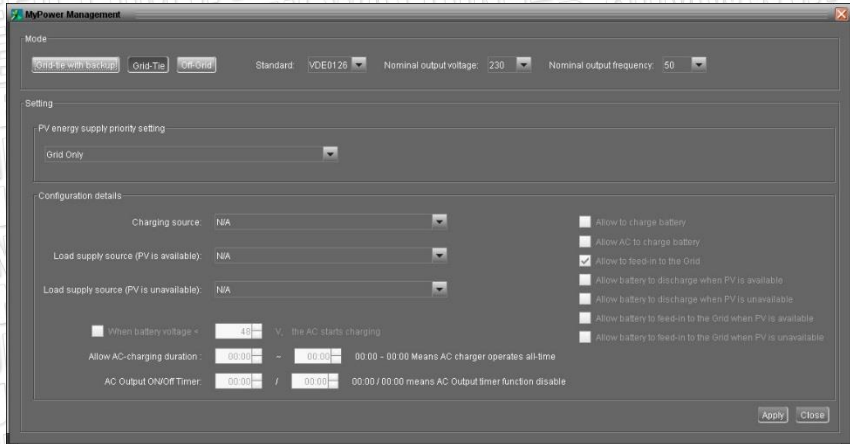 MyPower Management
Mode
Grid-tie with backup Grid-Tie Off-Grid Standard: VDE0126 Nominal output voltage: 230 Nominal output frequency: 50
Setting
PV energy supply priority setting
Grid Only
Configuration details
Charging source: N/A
Load supply source (PV is available): N/A
Load supply source (PV is unavailable): N/A
When battery voltage < 48 V, the AC starts charging
Allow AC-charging duration : 00:00 ~ 00:00 00:00 - 00:00 Means AC charger operates all-time
AC Output ON/Off Timer: 00:00 / 00:00 00:00 / 00:00 means AC Output timer function disable
Allow to charge battery
Allow AC to charge battery
Allow to feed-in to the Grid
Allow battery to discharge when PV is available
Allow battery to discharge when PV is unavailable
Allow battery to feed-in to the Grid when PV is available
Allow battery to feed-in to the Grid when PV is unavailable
Apply Close